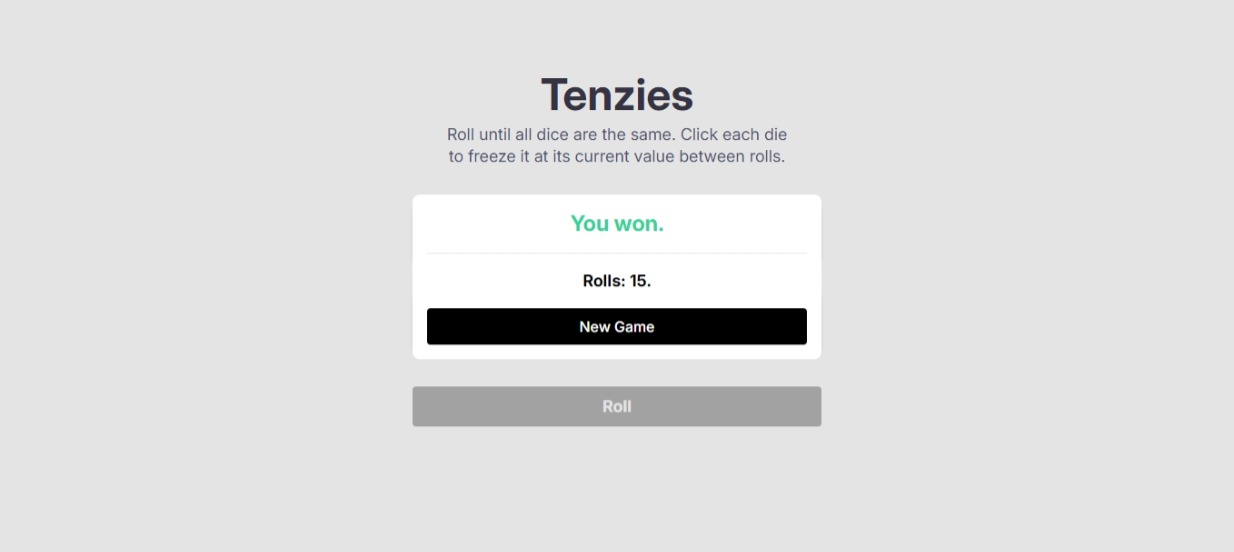 Tenzies
Roll until all dice are the same. Click each die
to freeze it at its current value between rolls.
You won.
Rolls: 15.
New Game
Roll